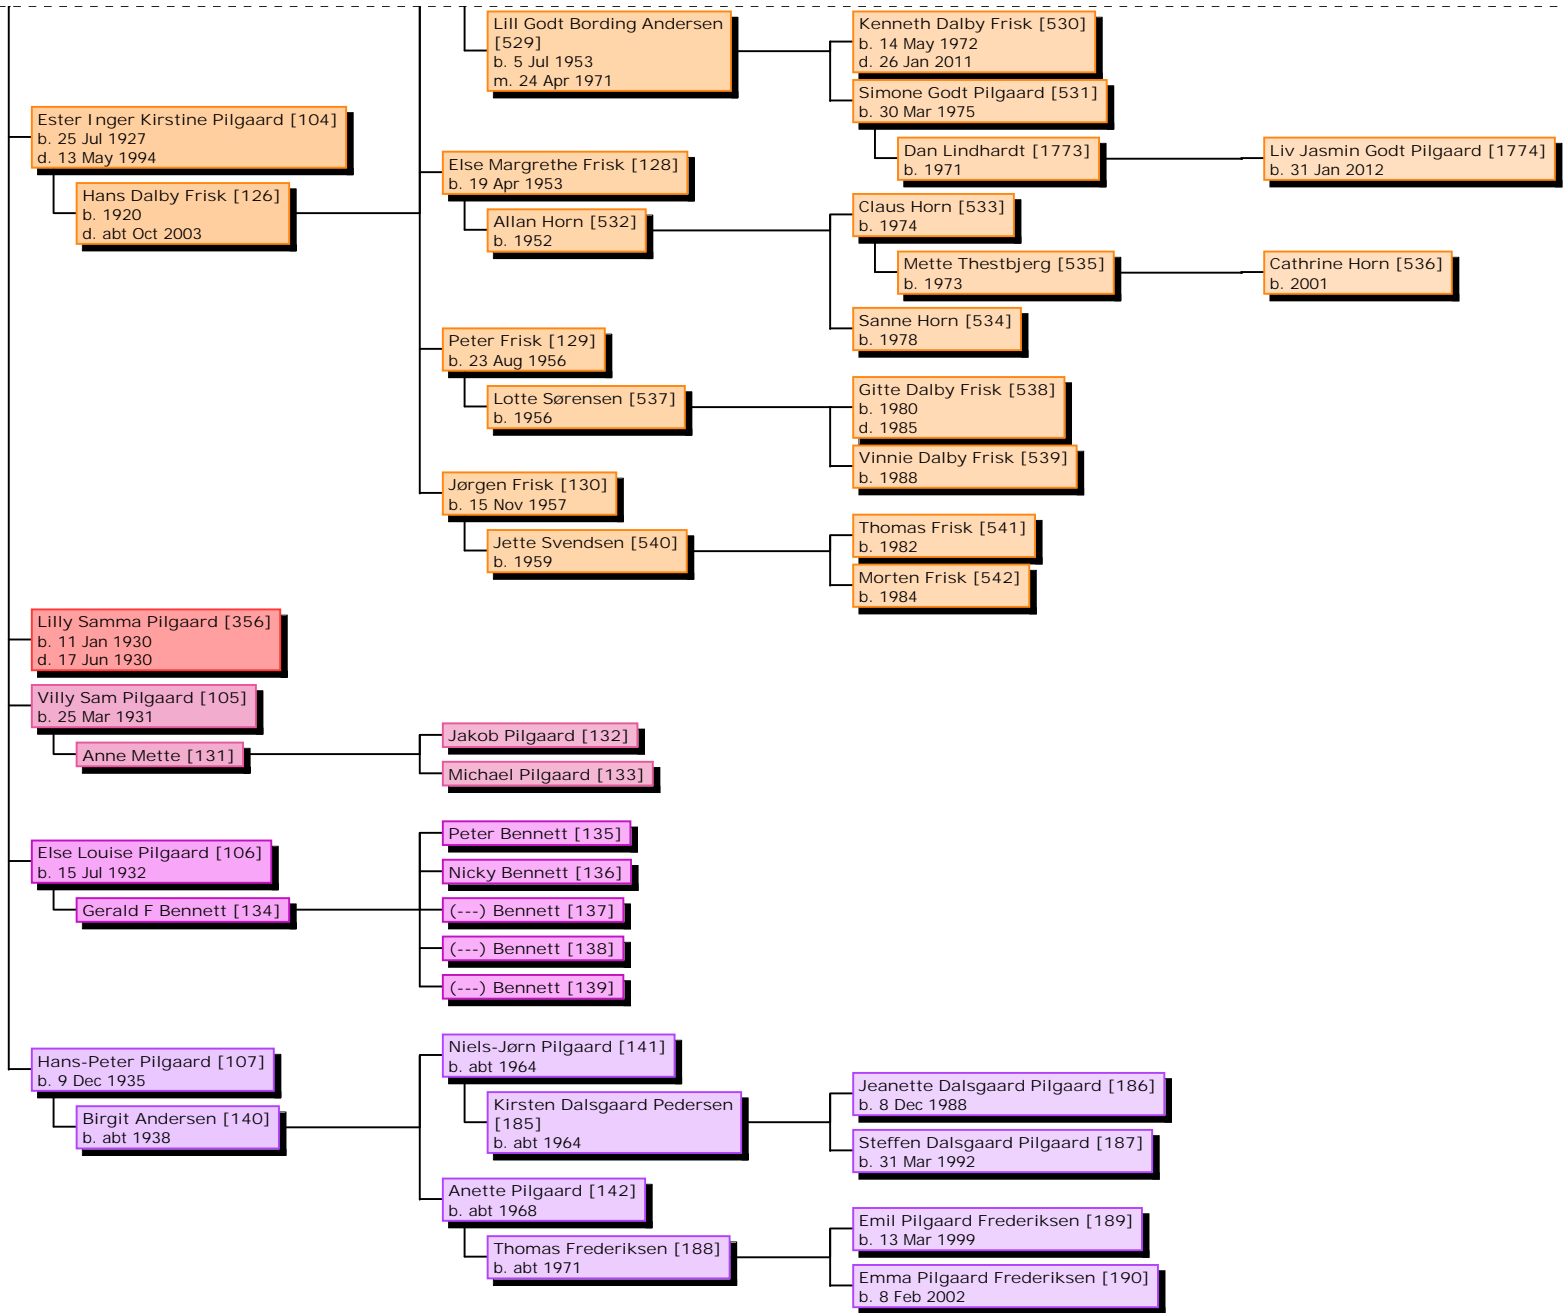 Lill Godt Bording Andersen
[529]
b. 5 Jul 1953
m. 24 Apr 1971
Kenneth Dalby Frisk [530]
b. 14 May 1972
d. 26 Jan 2011
Simone Godt Pilgaard [531]
b. 30 Mar 1975
Dan Lindhardt [1773]
b. 1971
Liv Jasmin Godt Pilgaard [1774]
b. 31 Jan 2012
Ester Inger Kirstine Pilgaard [104]
b. 25 Jul 1927
d. 13 May 1994
Hans Dalby Frisk [126]
b. 1920
d. abt Oct 2003
Else Margrethe Frisk [128]
b. 19 Apr 1953
Allan Horn [532]
b. 1952
Claus Horn [533]
b. 1974
Mette Thestbjerg [535]
b. 1973
Cathrine Horn [536]
b. 2001
Sanne Horn [534]
b. 1978
Peter Frisk [129]
b. 23 Aug 1956
Lotte Sørensen [537]
b. 1956
Gitte Dalby Frisk [538]
b. 1980
d. 1985
Vinnie Dalby Frisk [539]
b. 1988
Jørgen Frisk [130]
b. 15 Nov 1957
Jette Svendsen [540]
b. 1959
Thomas Frisk [541]
b. 1982
Morten Frisk [542]
b. 1984
Lilly Samma Pilgaard [356]
b. 11 Jan 1930
d. 17 Jun 1930
Villy Sam Pilgaard [105]
b. 25 Mar 1931
Anne Mette [131]
Jakob Pilgaard [132]
Michael Pilgaard [133]
Else Louise Pilgaard [106]
b. 15 Jul 1932
Gerald F Bennett [134]
Peter Bennett [135]
Nicky Bennett [136]
(---) Bennett [137]
(---) Bennett [138]
(---) Bennett [139]
Hans-Peter Pilgaard [107]
b. 9 Dec 1935
Birgit Andersen [140]
b. abt 1938
Niels-Jørn Pilgaard [141]
b. abt 1964
Kirsten Dalsgaard Pedersen
[185]
b. abt 1964
Jeanette Dalsgaard Pilgaard [186]
b. 8 Dec 1988
Steffen Dalsgaard Pilgaard [187]
b. 31 Mar 1992
Anette Pilgaard [142]
b. abt 1968
Thomas Frederiksen [188]
b. abt 1971
Emil Pilgaard Frederiksen [189]
b. 13 Mar 1999
Emma Pilgaard Frederiksen [190]
b. 8 Feb 2002